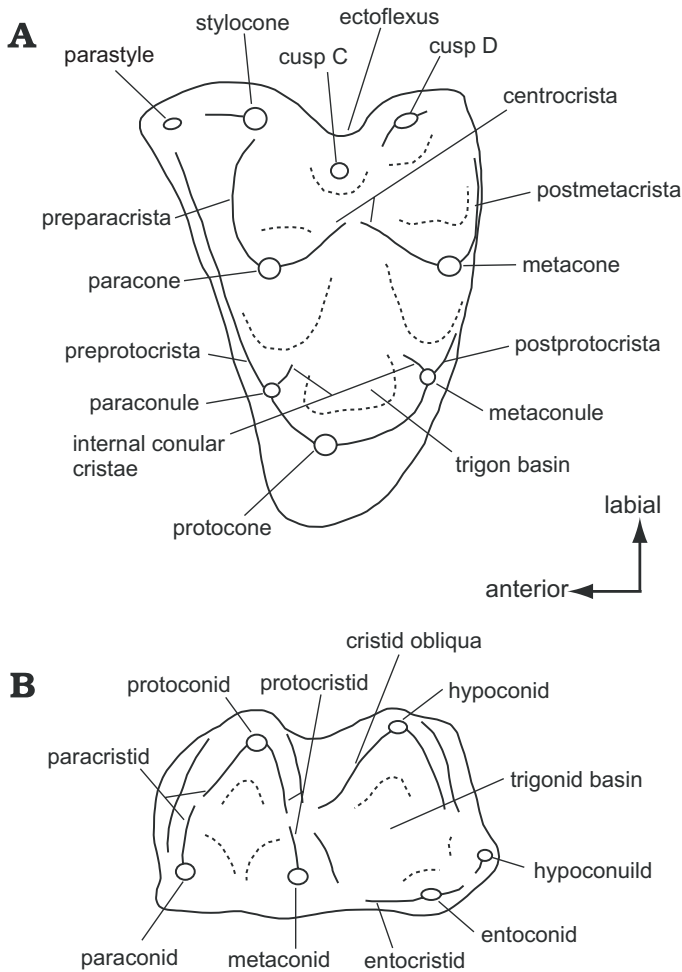 A
parastyle
stylocone
cusp C
ectoflexus
cusp D
centrocrista
preparacrista
postmetacrista
paracone
metacone
preprotocrista
postprotocrista
paraconule
metaconule
internal conular
cristae
trigon basin
protocone
labial
anterior
B
cristid obliqua
protoconid
protocristid
hypoconid
paracristid
trigonid basin
hypoconuild
entoconid
paraconid
metaconid
entocristid